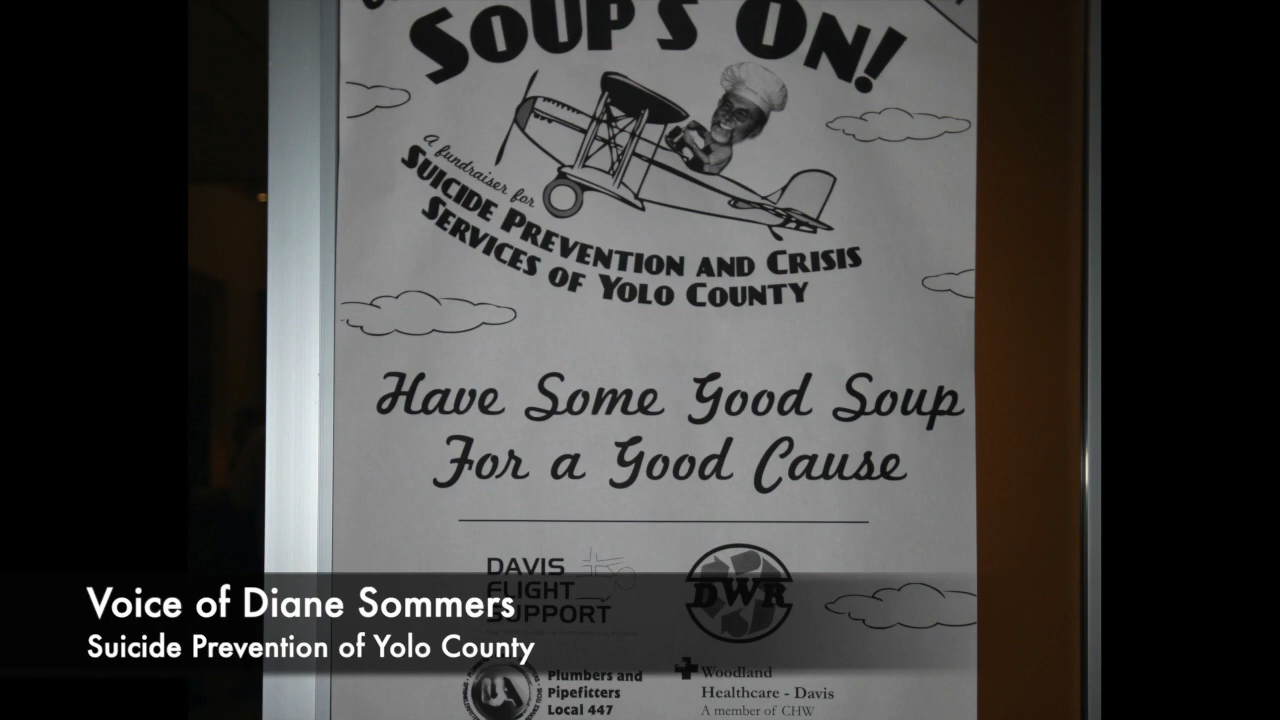 SOUP'S ON!
A fundraiser for
SUICIDE PREVENTION AND CRISIS
SERVICES OF YOLO COUNTY
Have Some Good Soup
For a Good Cause
DAVIS
FLIGHT
SUPPORT
DWR
Voice of Diane Sommers
Suicide Prevention of Yolo County
Plumbers and
Pipefitters
Local 447
UA
Woodland
Healthcare - Davis
A member of CHW